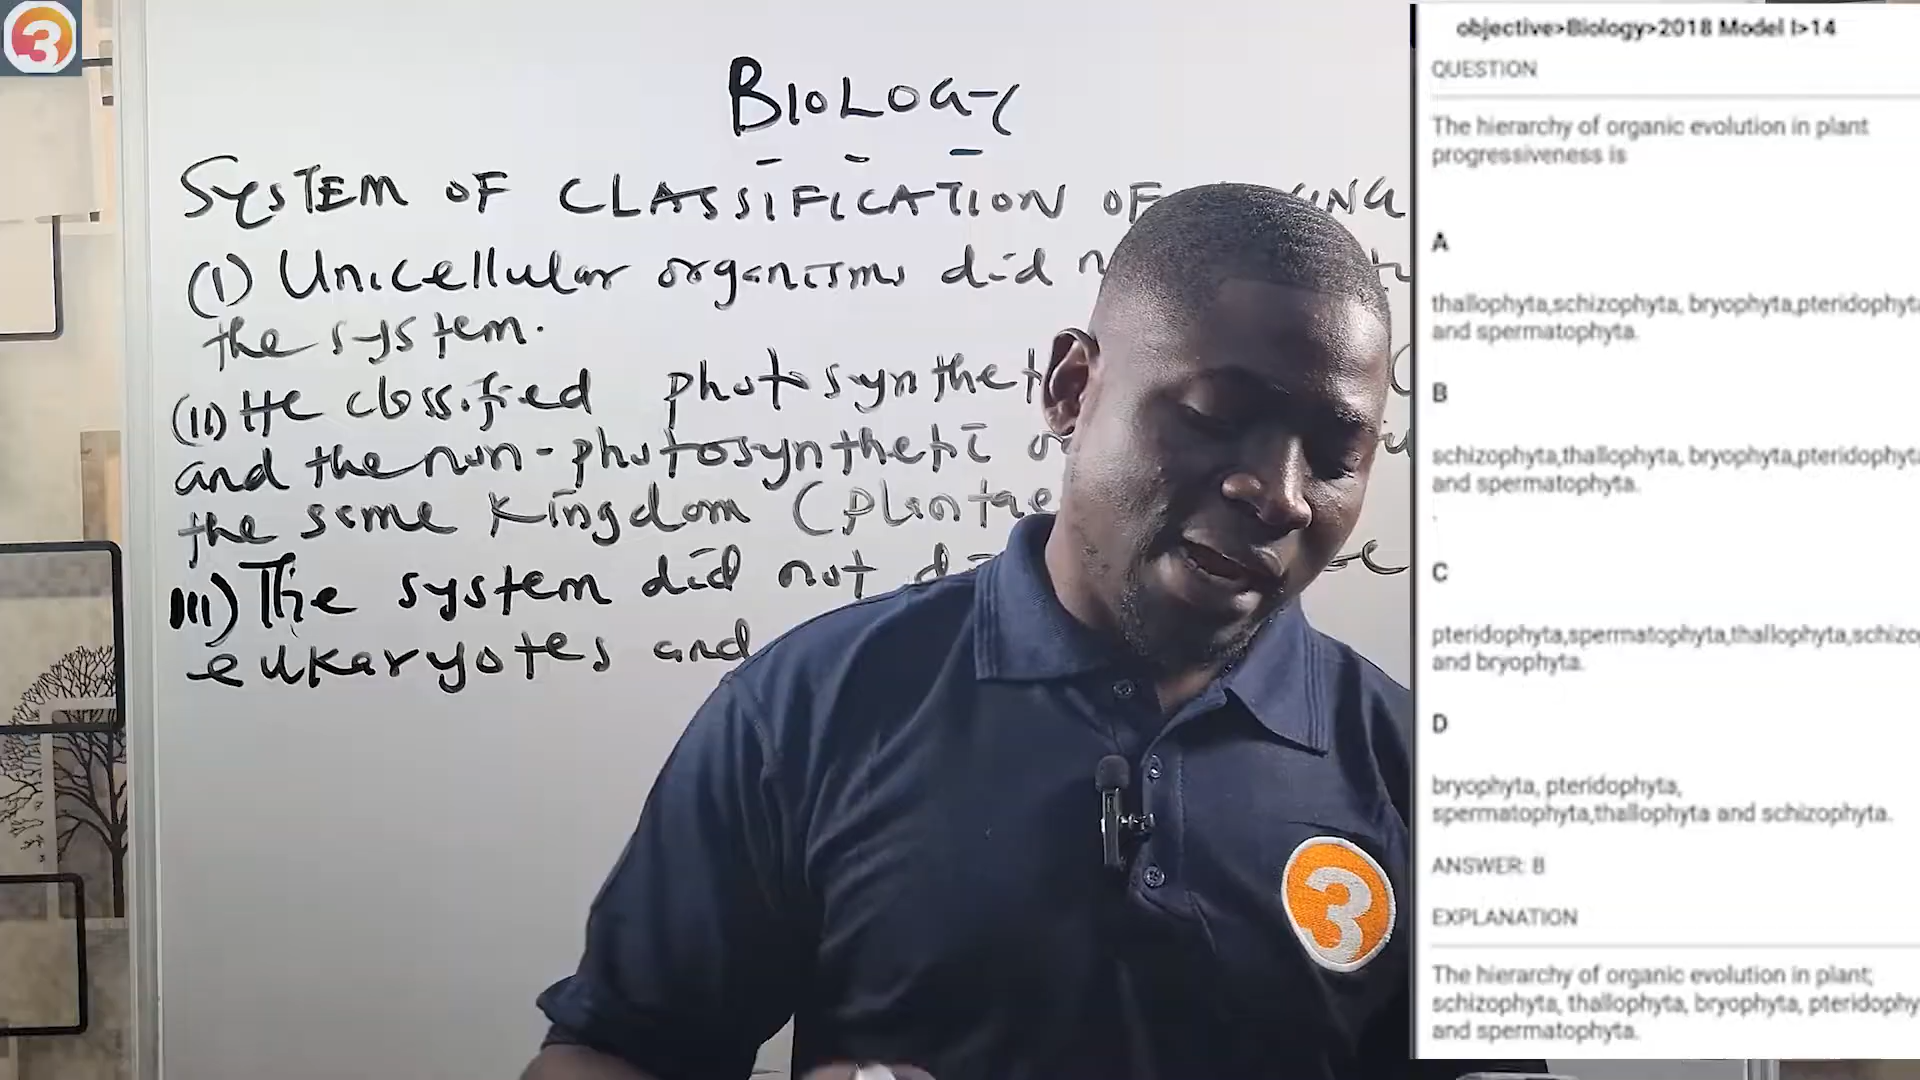 3
BIOLOGY
SYSTEM OF CLASSIFICATION OF
(I) Unicellular organisms did
the system.
(II) He classified
and the non-photosynthetic
the same kingdom (Plantae
III) The system did not
eukaryotes and
3
objective>Biology>2018 Model I>14
QUESTION
The hierarchy of organic evolution in plant
progressiveness is
A
thallophyta,schizophyta, bryophyta,pteridophyta
and spermatophyta.
B
schizophyta,thallophyta, bryophyta,pteridophyta
and spermatophyta.
C
pteridophyta,spermatophyta,thallophyta,schizo
and bryophyta.
D
bryophyta, pteridophyta,
spermatophyta,thallophyta and schizophyta.
ANSWER: B
EXPLANATION
The hierarchy of organic evolution in plant;
schizophyta, thallophyta, bryophyta, pteridophy
and spermatophyta.